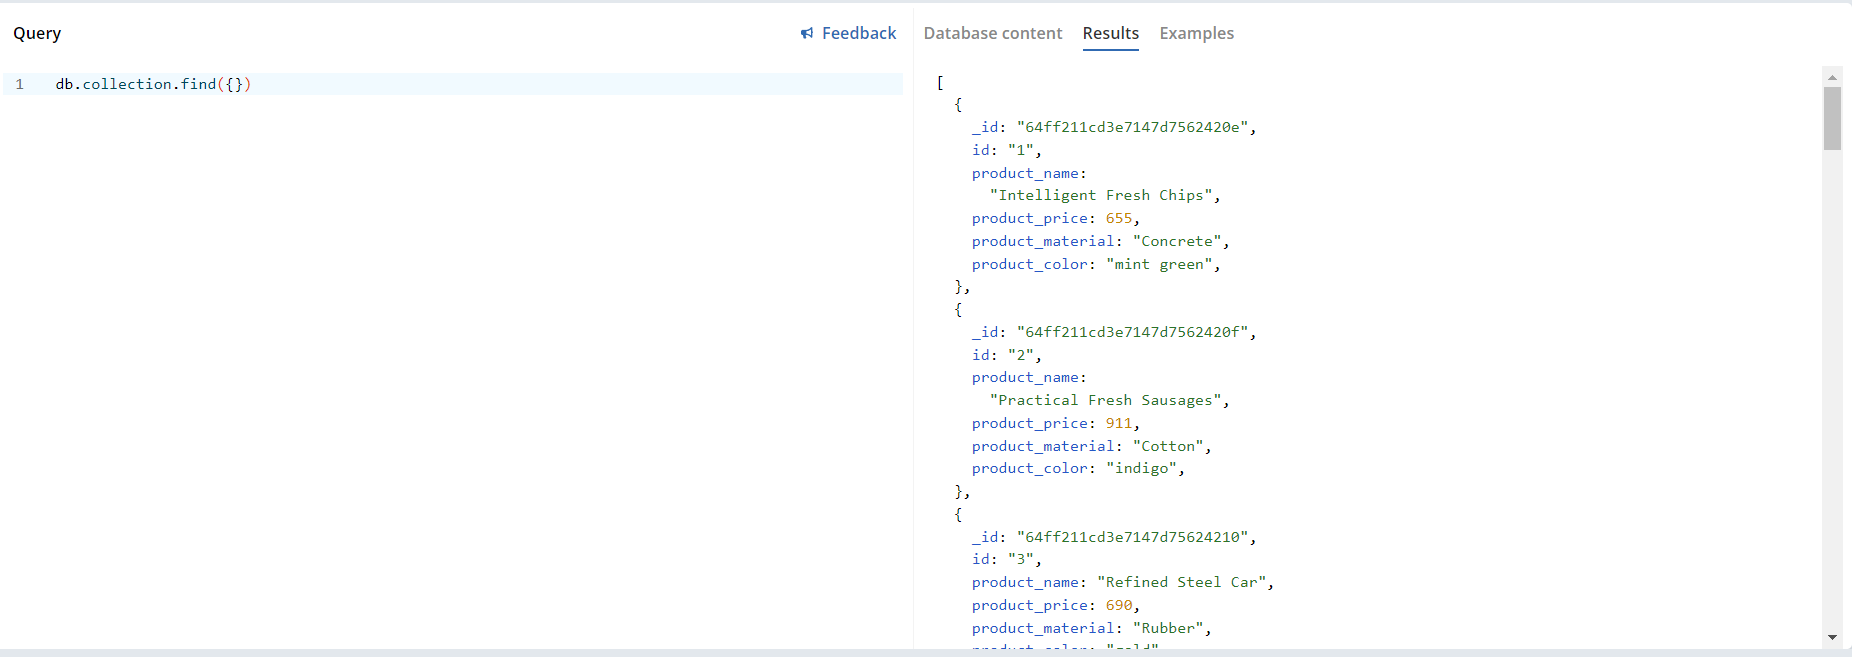 Query
Feedback
1 db.collection.find({})
Database content Results Examples
[
{
_id: "64ff211cd3e7147d7562420e",
id: "1",
product_name:
"Intelligent Fresh Chips",
product_price: 655,
product_material: "Concrete",
product_color: "mint green",
},
{
_id: "64ff211cd3e7147d7562420f",
id: "2",
product_name:
"Practical Fresh Sausages",
product_price: 911,
product_material: "Cotton",
product_color: "indigo",
},
{
_id: "64ff211cd3e7147d75624210",
id: "3",
product_name: "Refined Steel Car",
product_price: 690,
product_material: "Rubber",
product_color: "gold"